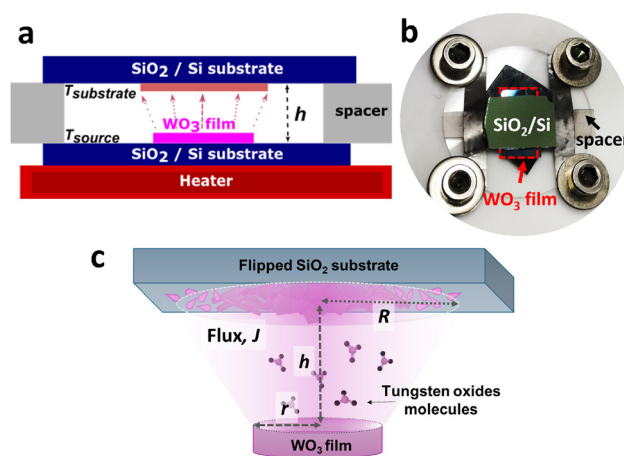 a
SiO2 / Si substrate
Tsubstrate
h
spacer
WO3 film
Tsource
SiO2 / Si substrate
Heater
b
SiO2/Si
spacer
WO3 film
c
Flipped SiO2 substrate
R
Flux, J
h
Tungsten oxides
molecules
r
WO3 film